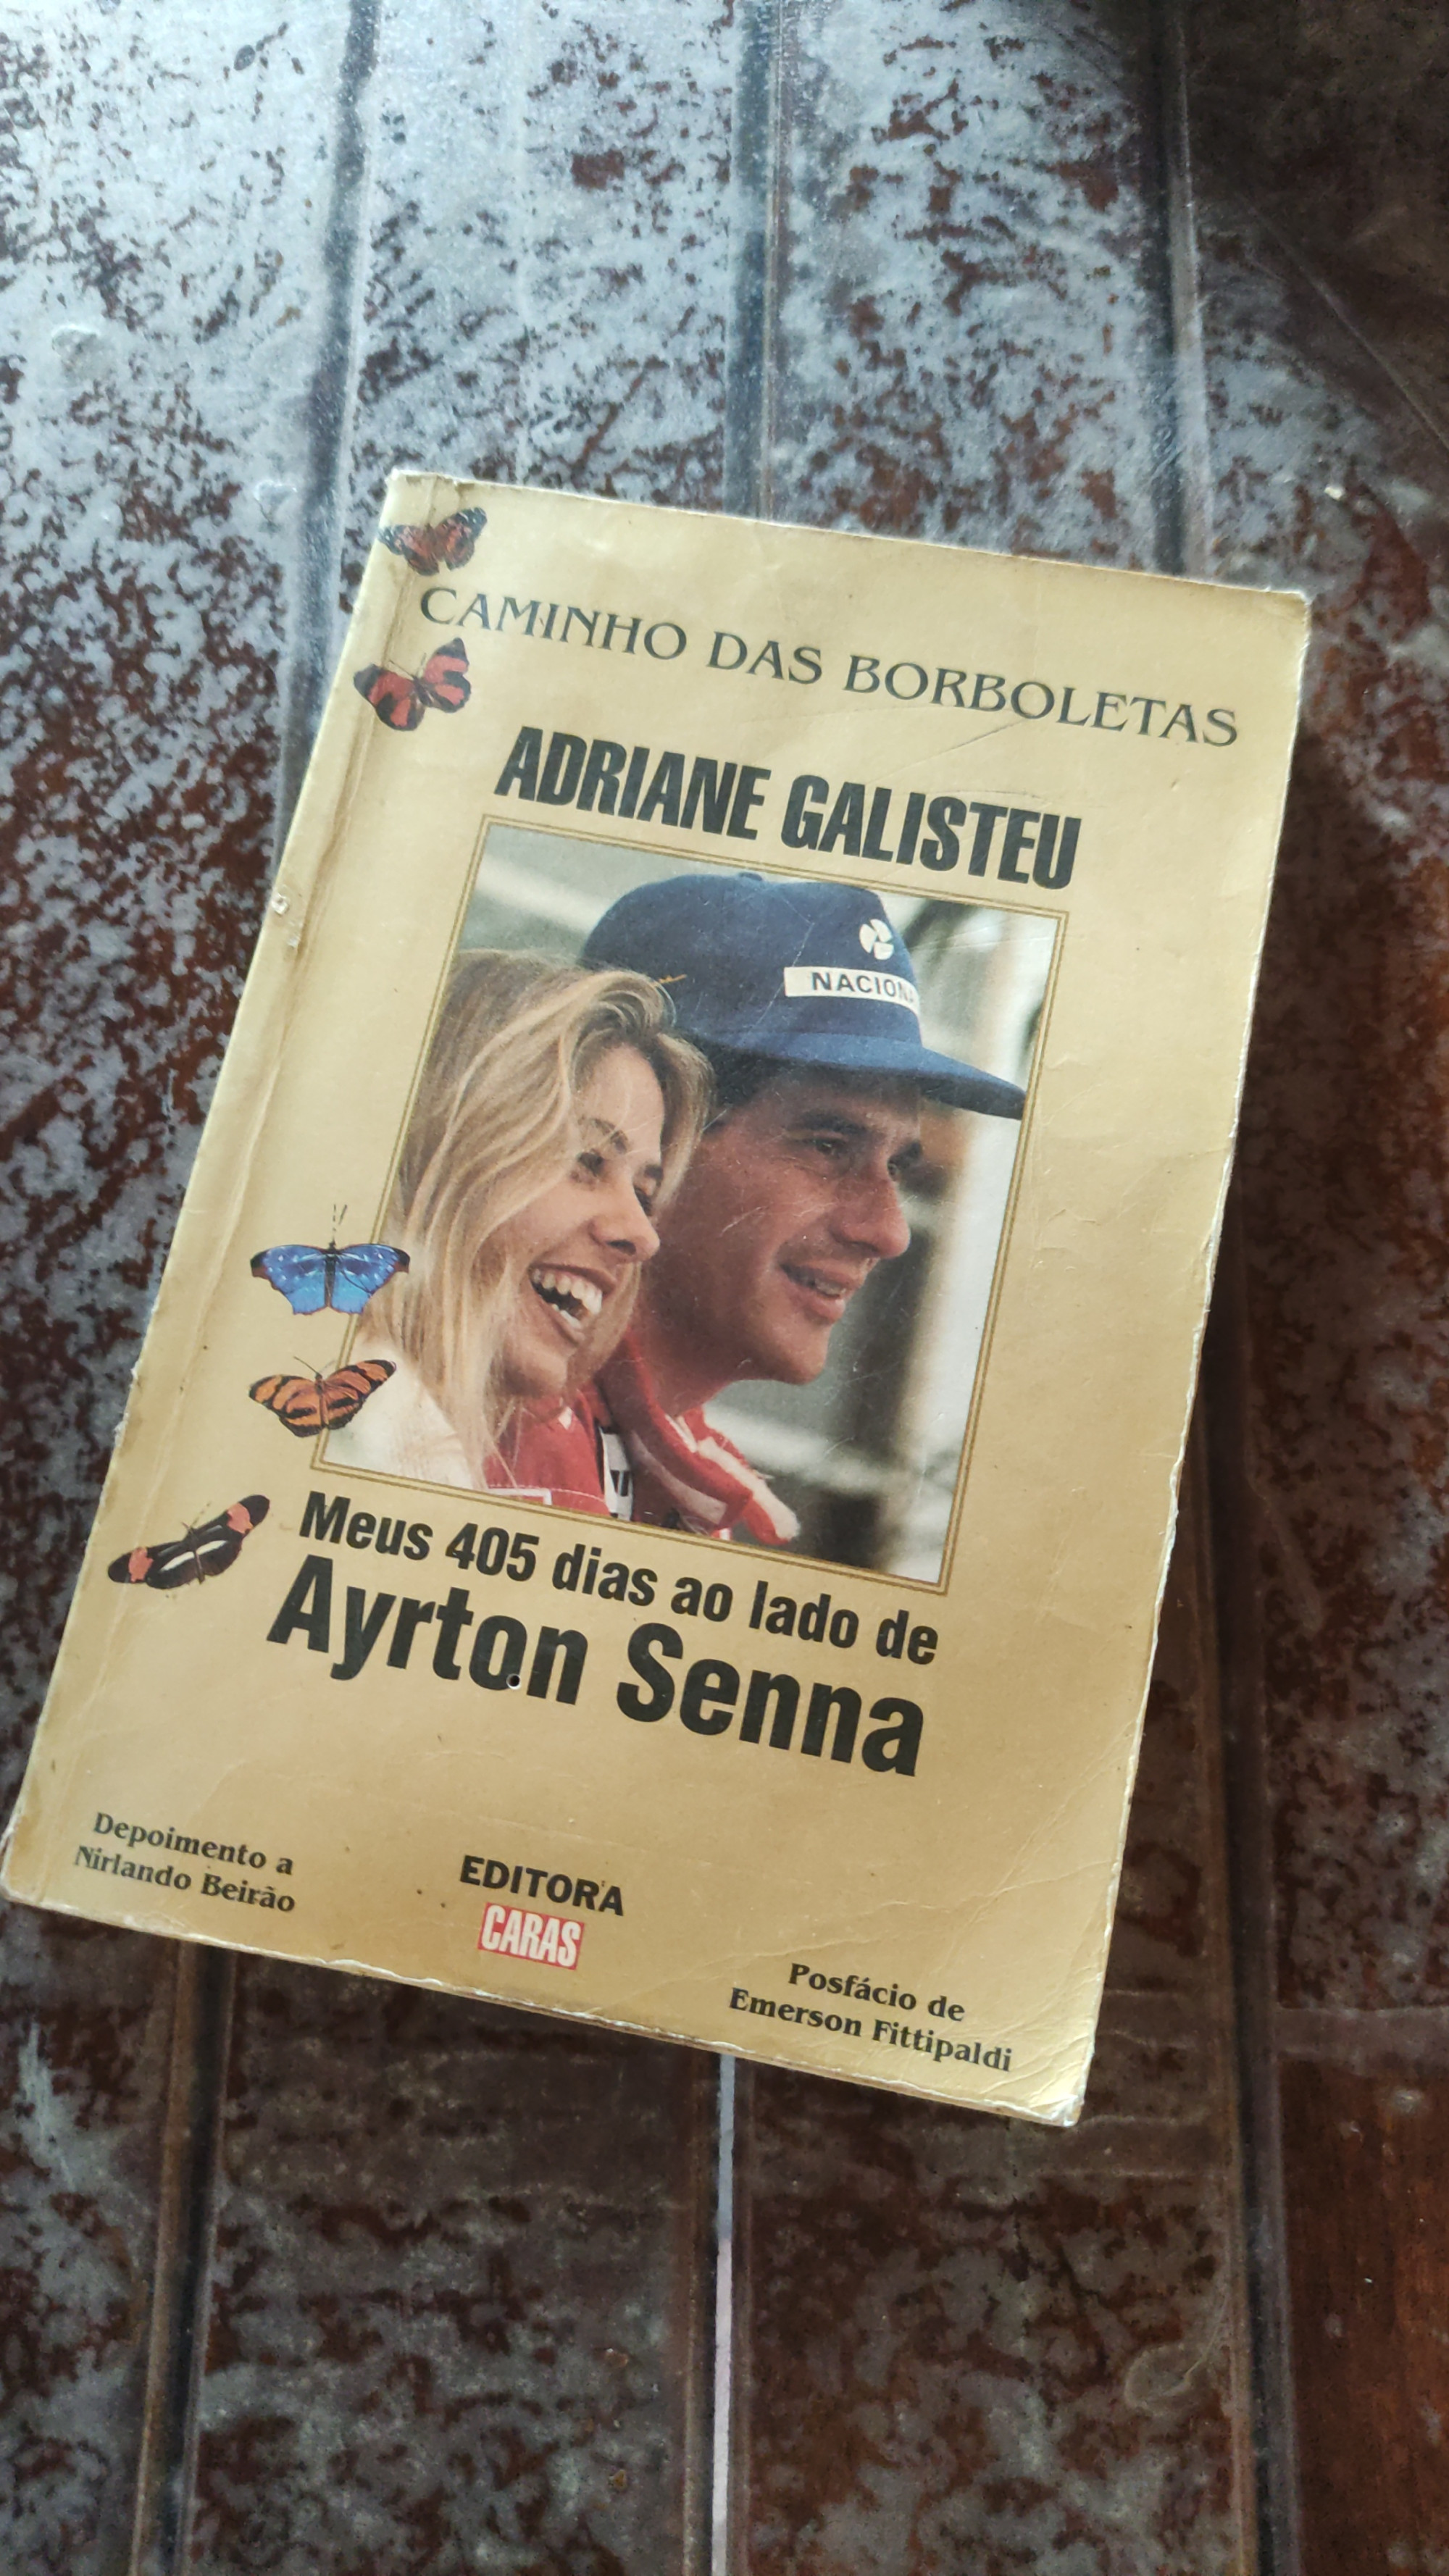 CAMINHO DAS BORBOLETAS
ADRIANE GALISTEU
NACIONA
Meus 405 dias ao lado de
Ayrton Senna
Depoimento a
Nirlando Beirão
EDITORA
CARAS
Posfácio de
Emerson Fittipaldi